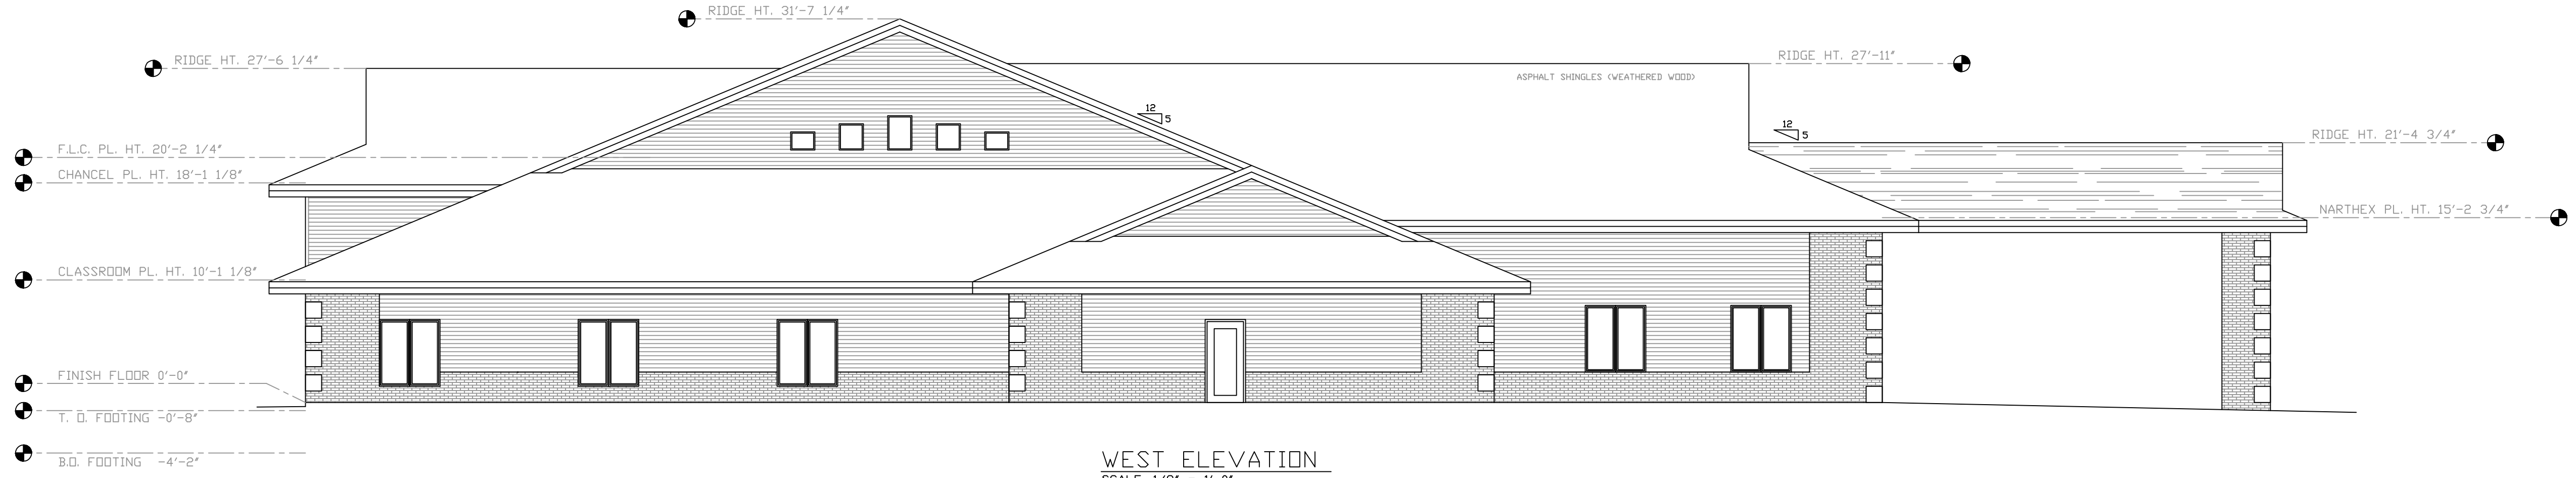 RIDGE HT. 31'-7 1/4"
RIDGE HT. 27'-6 1/4"
RIDGE HT. 27'-11"
ASPHALT SHINGLES (WEATHERED WOOD)
12
5
12
5
RIDGE HT. 21'-4 3/4"
F.L.C. PL. HT. 20'-2 1/4"
CHANCEL PL. HT. 18'-1 1/8"
NARTHEX PL. HT. 15'-2 3/4"
CLASSROOM PL. HT. 10'-1 1/8"
FINISH FLOOR 0'-0"
T. O. FOOTING -0'-8"
B.O. FOOTING -4'-2"
WEST ELEVATION